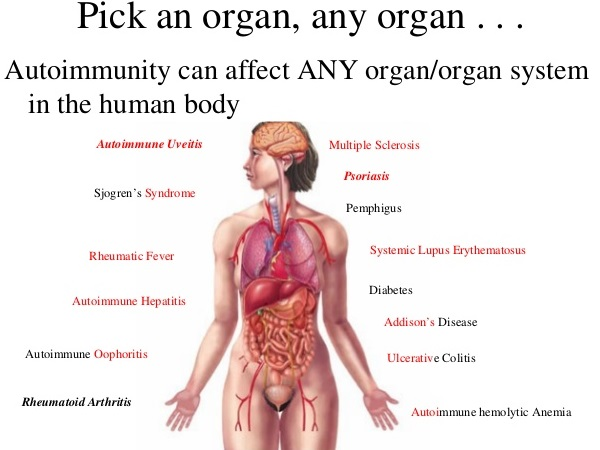 Pick an organ, any organ . . .
Autoimmunity can affect ANY organ/organ system
in the human body
Autoimmune Uveitis
Multiple Sclerosis
Psoriasis
Sjogren's Syndrome
Pemphigus
Rheumatic Fever
Systemic Lupus Erythematosus
Diabetes
Autoimmune Hepatitis
Addison's Disease
Autoimmune Oophoritis
Ulcerative Colitis
Rheumatoid Arthritis
Autoimmune hemolytic Anemia